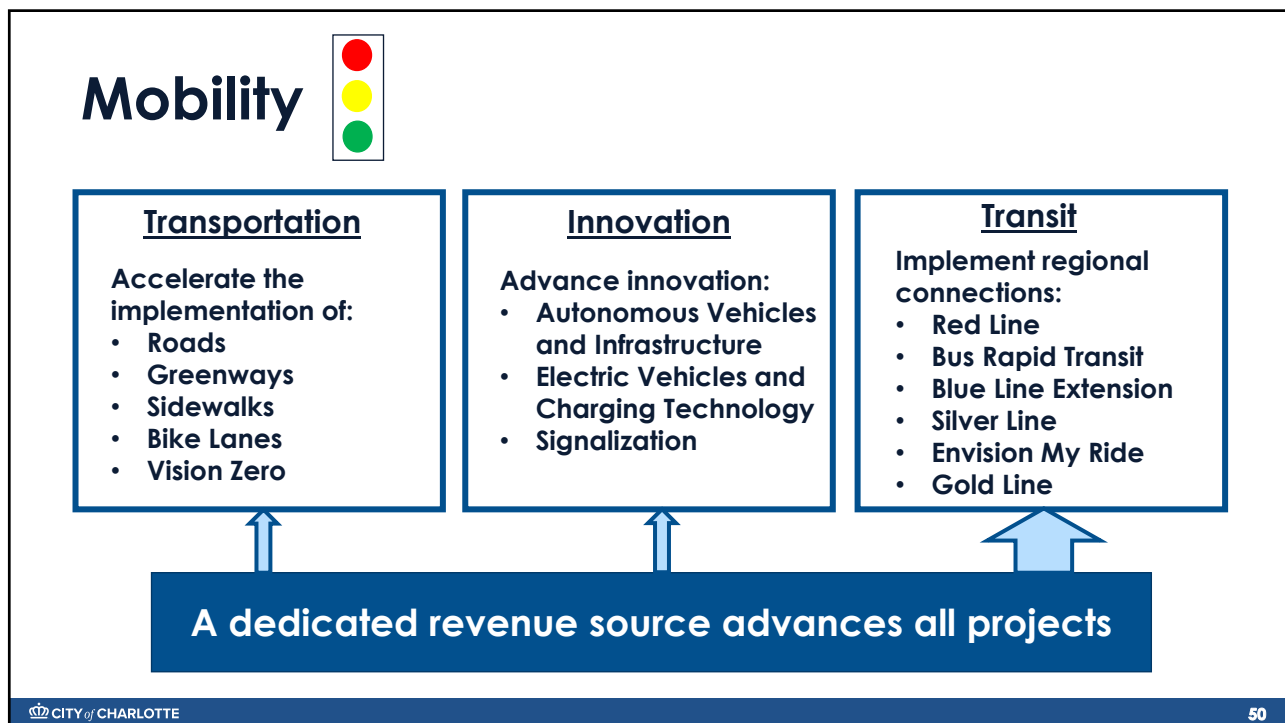 Mobility
Transportation
Accelerate the
implementation of:
• Roads
• Greenways
• Sidewalks
• Bike Lanes
• Vision Zero
Innovation
Advance innovation:
• Autonomous Vehicles
and Infrastructure
• Electric Vehicles and
Charging Technology
• Signalization
Transit
Implement regional
connections:
• Red Line
• Bus Rapid Transit
• Blue Line Extension
• Silver Line
• Envision My Ride
• Gold Line
A dedicated revenue source advances all projects
CITY of CHARLOTTE
50